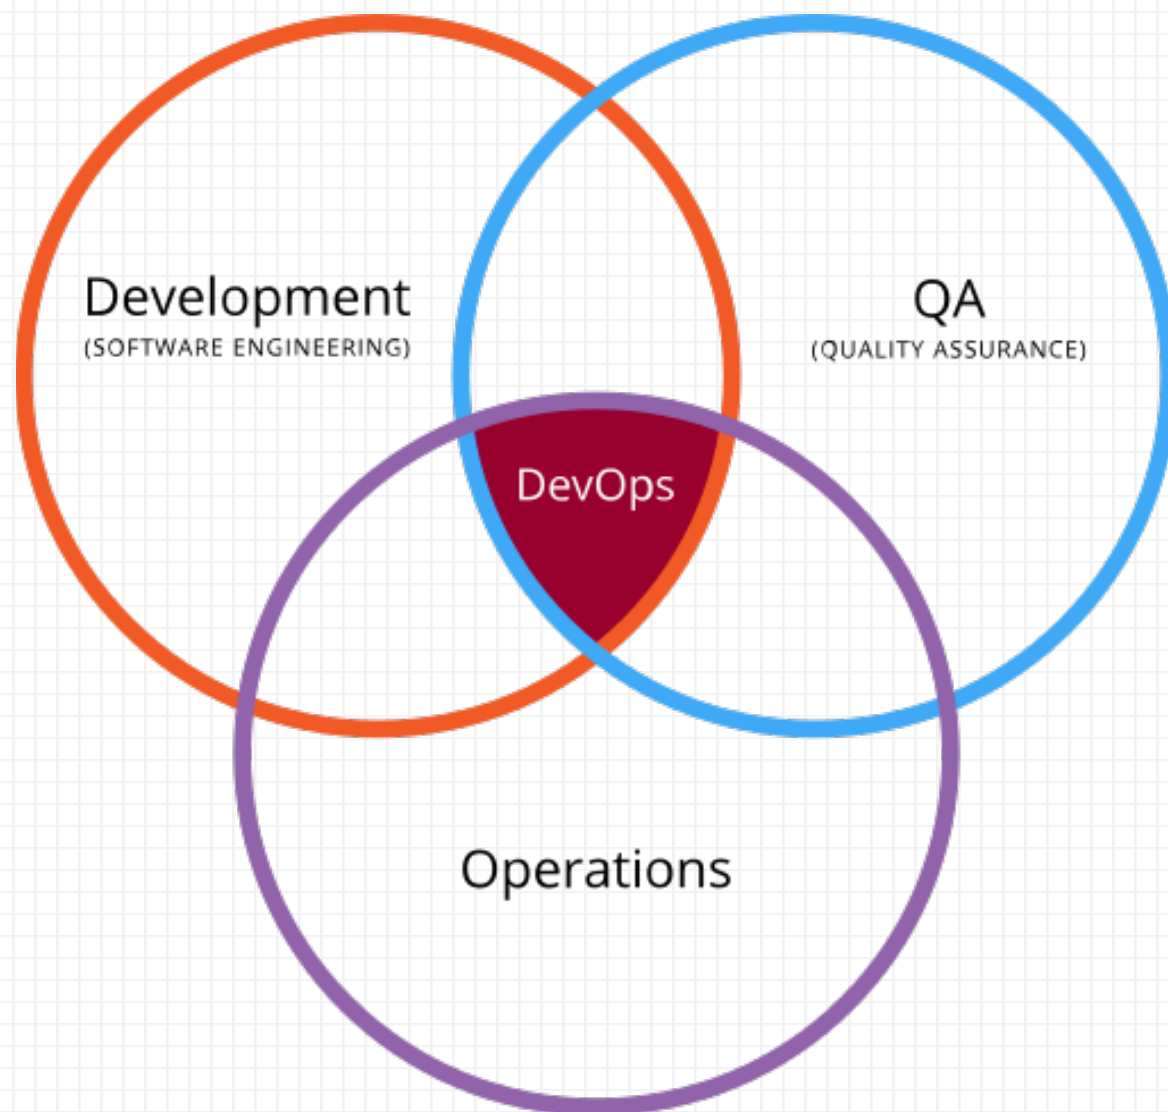 Development
(SOFTWARE ENGINEERING)
QA
(QUALITY ASSURANCE)
DevOps
Operations